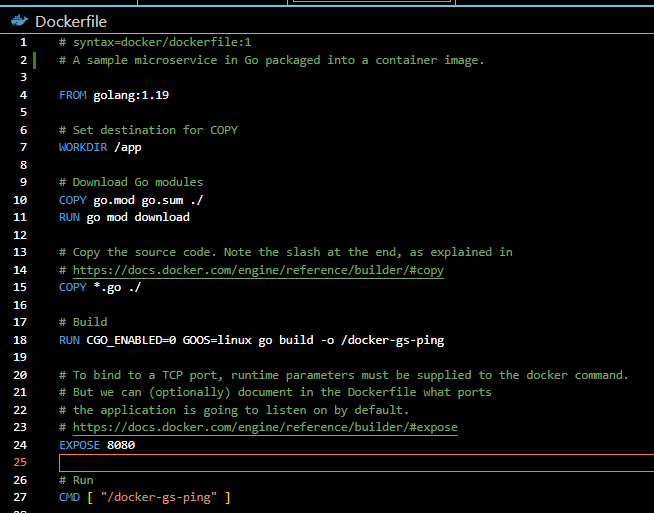 Dockerfile
1 # syntax=docker/dockerfile:1
2 # A sample microservice in Go packaged into a container image.
3
4 FROM golang:1.19
5
6 # Set destination for COPY
7 WORKDIR /app
8
9 # Download Go modules
10 COPY go.mod go.sum ./
11 RUN go mod download
12
13 # Copy the source code. Note the slash at the end, as explained in
14 # https://docs.docker.com/engine/reference/builder/#copy
15 COPY *.go ./
16
17 # Build
18 RUN CGO_ENABLED=0 GOOS=linux go build -o /docker-gs-ping
19
20 # To bind to a TCP port, runtime parameters must be supplied to the docker command.
21 # But we can (optionally) document in the Dockerfile what ports
22 # the application is going to listen on by default.
23 # https://docs.docker.com/engine/reference/builder/#expose
24 EXPOSE 8080
25
26 # Run
27 CMD [ "/docker-gs-ping" ]